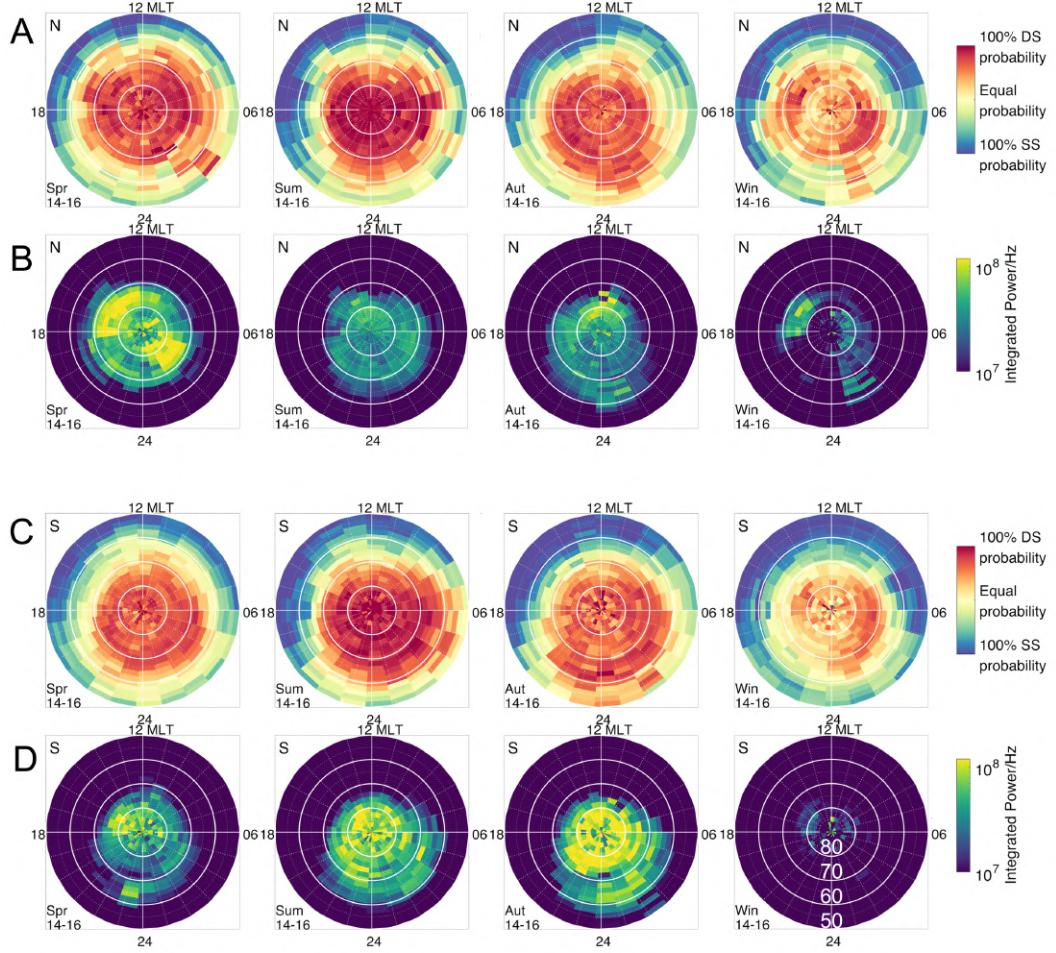 A
12 MLT
12 MLT
12 MLT
12 MLT
N
N
N
N
100% DS
probability
Equal
probability
100% SS
probability
18
06 18
06 18
06 18
06
Spr
14-16
Sum
14-16
Aut
14-16
Win
14-16
24
24
24
24
B
12 MLT
12 MLT
12 MLT
12 MLT
N
N
N
N
10^8
Integrated Power/Hz
10^7
18
06 18
06 18
06 18
06
Spr
14-16
Sum
14-16
Aut
14-16
Win
14-16
24
24
24
24
C
12 MLT
12 MLT
12 MLT
12 MLT
S
S
S
S
100% DS
probability
Equal
probability
100% SS
probability
18
06 18
06 18
06 18
06
Spr
14-16
Sum
14-16
Aut
14-16
Win
14-16
24
24
24
24
D
12 MLT
12 MLT
12 MLT
12 MLT
S
S
S
S
10^8
Integrated Power/Hz
10^7
18
06 18
06 18
06 18
06
80
70
60
50
Spr
14-16
Sum
14-16
Aut
14-16
Win
14-16
24
24
24
24